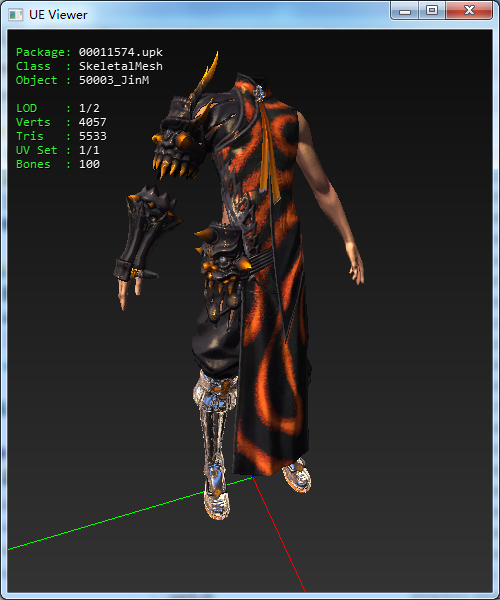 UE Viewer
Package: 00011574.upk
Class : SkeletalMesh
Object : 50003_JinM
LOD : 1/2
Verts : 4057
Tris : 5533
UV Set : 1/1
Bones : 100